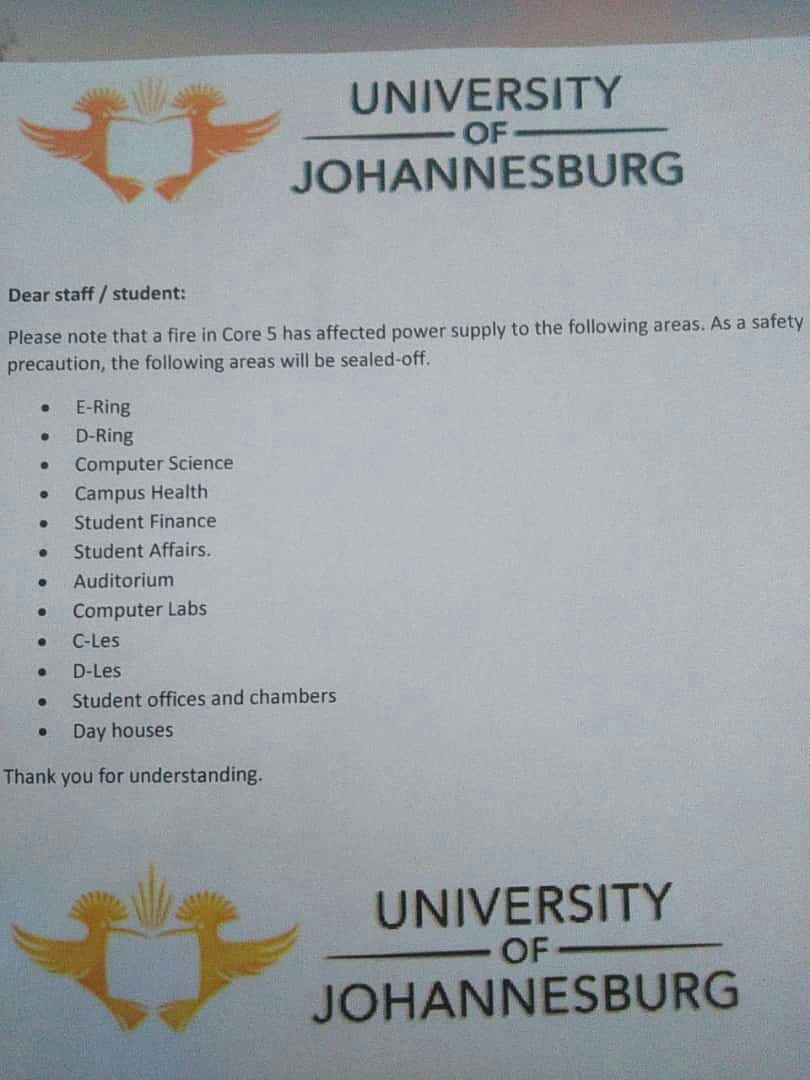 UNIVERSITY
OF
JOHANNESBURG
Dear staff / student:
Please note that a fire in Core 5 has affected power supply to the following areas. As a safety
precaution, the following areas will be sealed-off.
• E-Ring
• D-Ring
• Computer Science
• Campus Health
• Student Finance
• Student Affairs.
• Auditorium
• Computer Labs
• C-Les
• D-Les
• Student offices and chambers
• Day houses
Thank you for understanding.
UNIVERSITY
OF
JOHANNESBURG